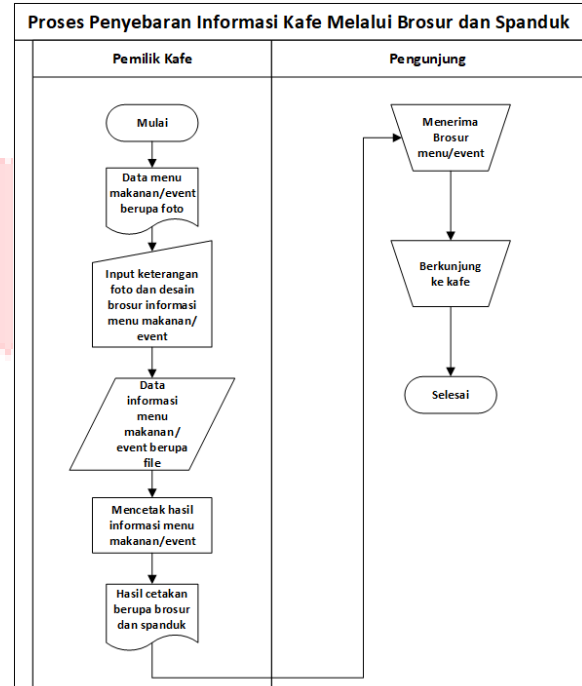 Proses Penyebaran Informasi Kafe Melalui Brosur dan Spanduk
Pemilik Kafe
Pengunjung
Mulai
Data menu
makanan/event
berupa foto
Input keterangan
foto dan desain
brosur informasi
menu makanan/
event
Data
informasi
menu
makanan/
event berupa
file
Mencetak hasil
informasi menu
makanan/event
Hasil cetakan
berupa brosur
dan spanduk
Menerima
Brosur
menu/event
Berkunjung
ke kafe
Selesai